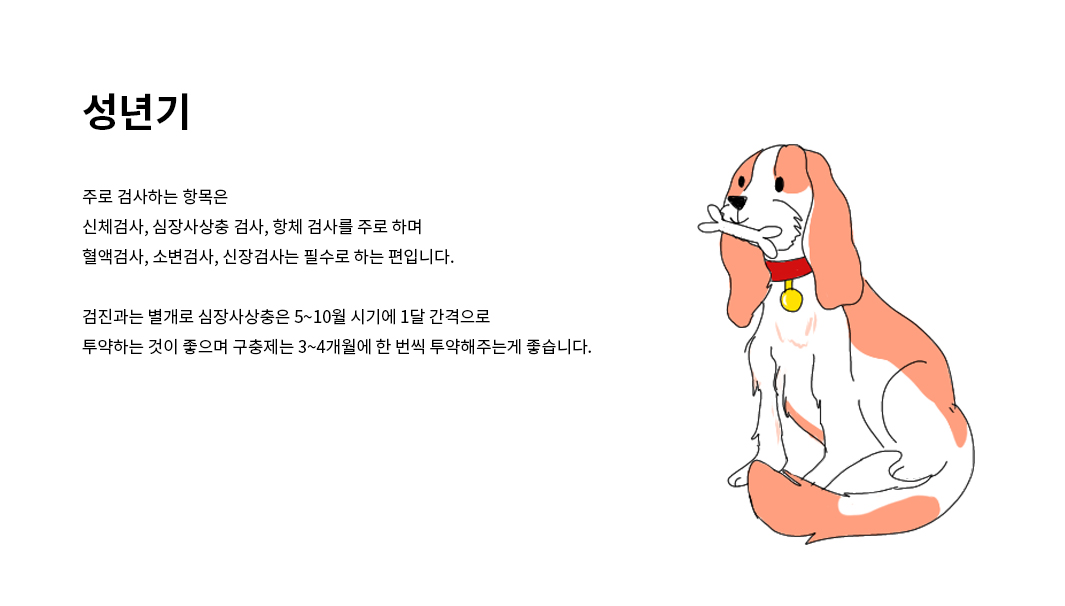 성년기
주로 검사하는 항목은
신체검사, 심장사상충 검사, 항체 검사를 주로 하며
혈액검사, 소변검사, 신장검사는 필수로 하는 편입니다.
검진과는 별개로 심장사상충은 5~10월 시기에 1달 간격으로
투약하는 것이 좋으며 구충제는 3~4개월에 한 번씩 투약해주는게 좋습니다.